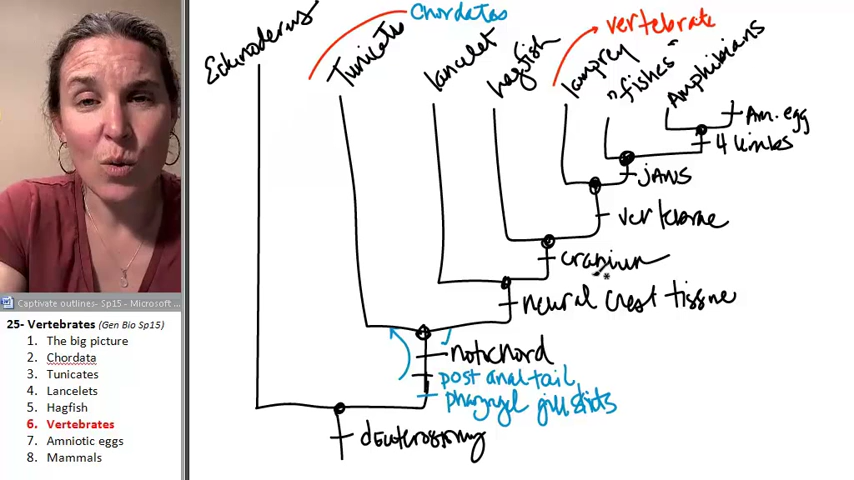 Chordates
vertebrate
Echinoderms
Tunicates
lancelet
hagfish
lamprey
"fishes"
Amphibians
Am. egg
4 limbs
jaws
vertebrae
cranium
neural crest tissue
notochord
post anal tail
pharyngeal gill slits
Captivate outlines- Sp15 - Microsoft ...
25- Vertebrates (Gen Bio Sp15)
1. The big picture
2. Chordata
3. Tunicates
4. Lancelets
5. Hagfish
6. Vertebrates
7. Amniotic eggs
8. Mammals